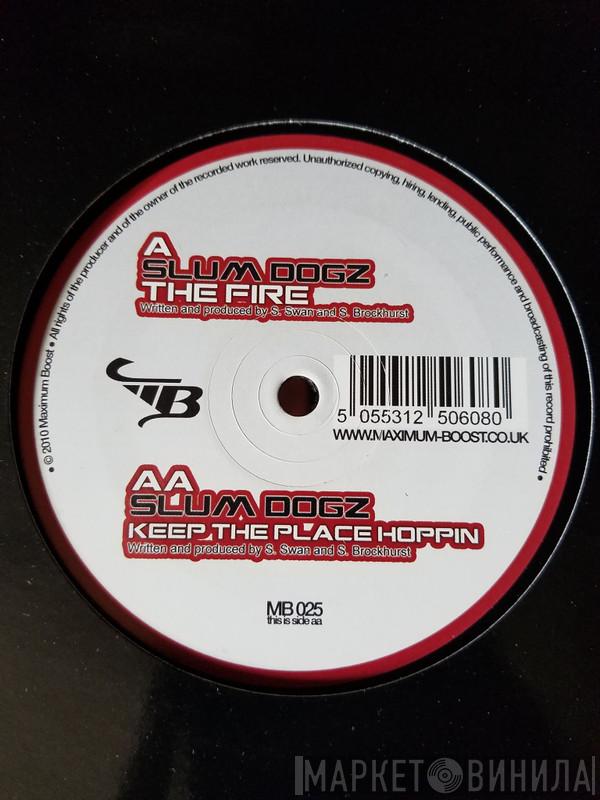 • © 2010 Maximum Boost • All rights of the producer and of the owner of the recorded work reserved. Unauthorized copying, hiring, lending, public performance and broadcasting of this record prohibited •
A
SLUM DOGZ
THE FIRE
Written and produced by S. Swan and S. Brockhurst
MB
5 055312 506080
WWW.MAXIMUM-BOOST.CO.UK
AA
SLUM DOGZ
KEEP THE PLACE HOPPIN
Written and produced by S. Swan and S. Brockhurst
MB 025
this is side aa
МАРКЕТ ВИНИЛА